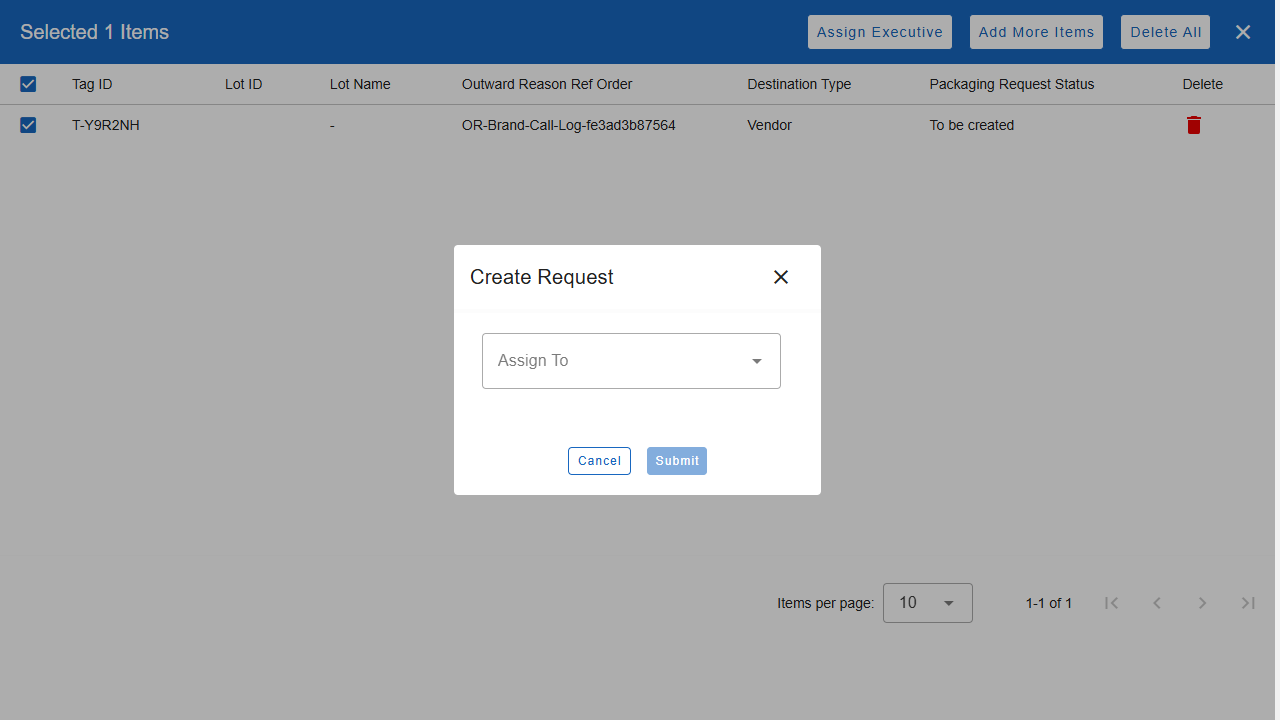 Selected 1 Items
Assign Executive
Add More Items
Delete All
Tag ID Lot ID Lot Name Outward Reason Ref Order Destination Type Packaging Request Status Delete
T-Y9R2NH - OR-Brand-Call-Log-fe3ad3b87564 Vendor To be created
Create Request
Assign To
Cancel Submit
Items per page: 10 1-1 of 1